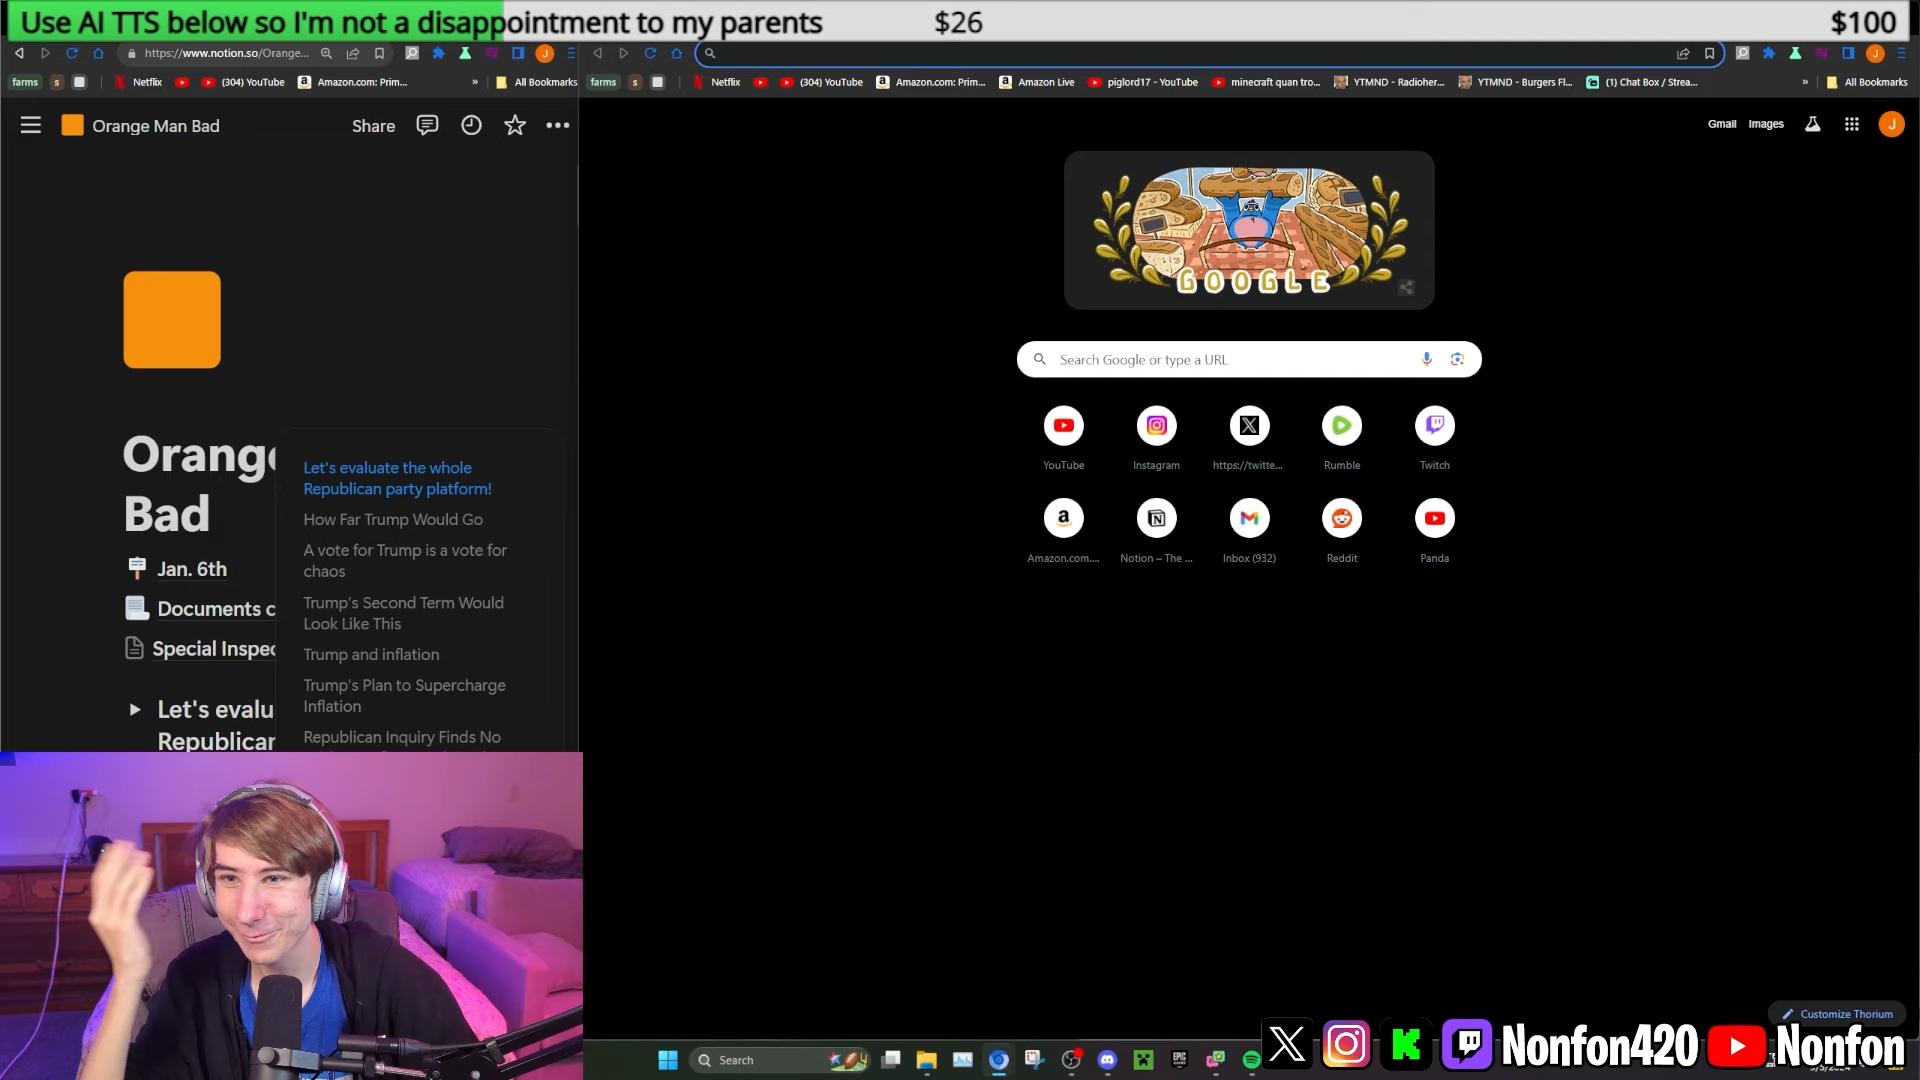 Use AI TTS below so I'm not a disappointment to my parents $26 $100
https://www.notion.so/Orange...
farms s Netflix (304) YouTube Amazon.com: Prim... » All Bookmarks
farms s Netflix (304) YouTube Amazon.com: Prim... Amazon Live piglord17 - YouTube minecraft quan tro... YTMND - Radioher... YTMND - Burgers Fl... (1) Chat Box / Strea... » All Bookmarks
Orange Man Bad Share
Gmail Images J
GOOGLE
Search Google or type a URL
YouTube Instagram https://twitte... Rumble Twitch
Amazon.com.... Notion – The ... Inbox (932) Reddit Panda
Orange
Bad
Jan. 6th
Documents c
Special Inspec
Let's evalu
Republican
Let's evaluate the whole
Republican party platform!
How Far Trump Would Go
A vote for Trump is a vote for
chaos
Trump's Second Term Would
Look Like This
Trump and inflation
Trump's Plan to Supercharge
Inflation
Republican Inquiry Finds No
Customize Thorium
Search
EPIC
Nonfon420 Nonfon